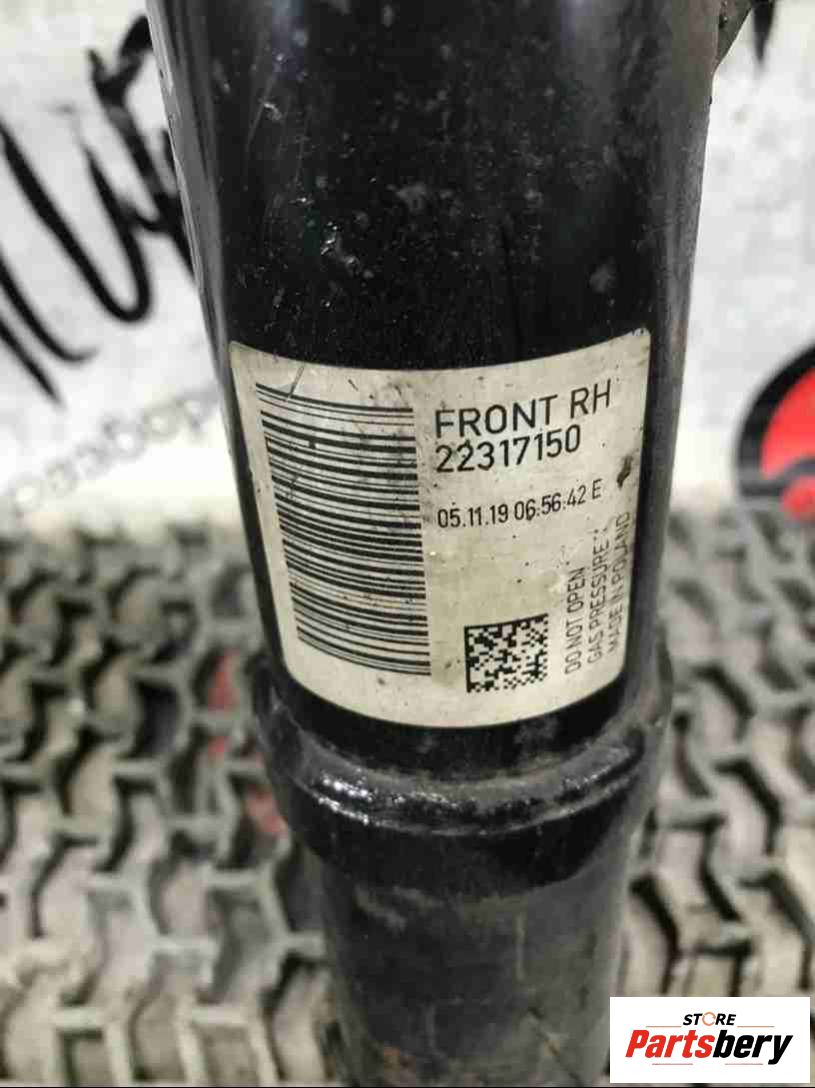 FRONT RH
22317150
05.11.19 06:56:42 E
DO NOT OPEN
GAS PRESSURE
MADE IN POLAND
STORE
Partsbery